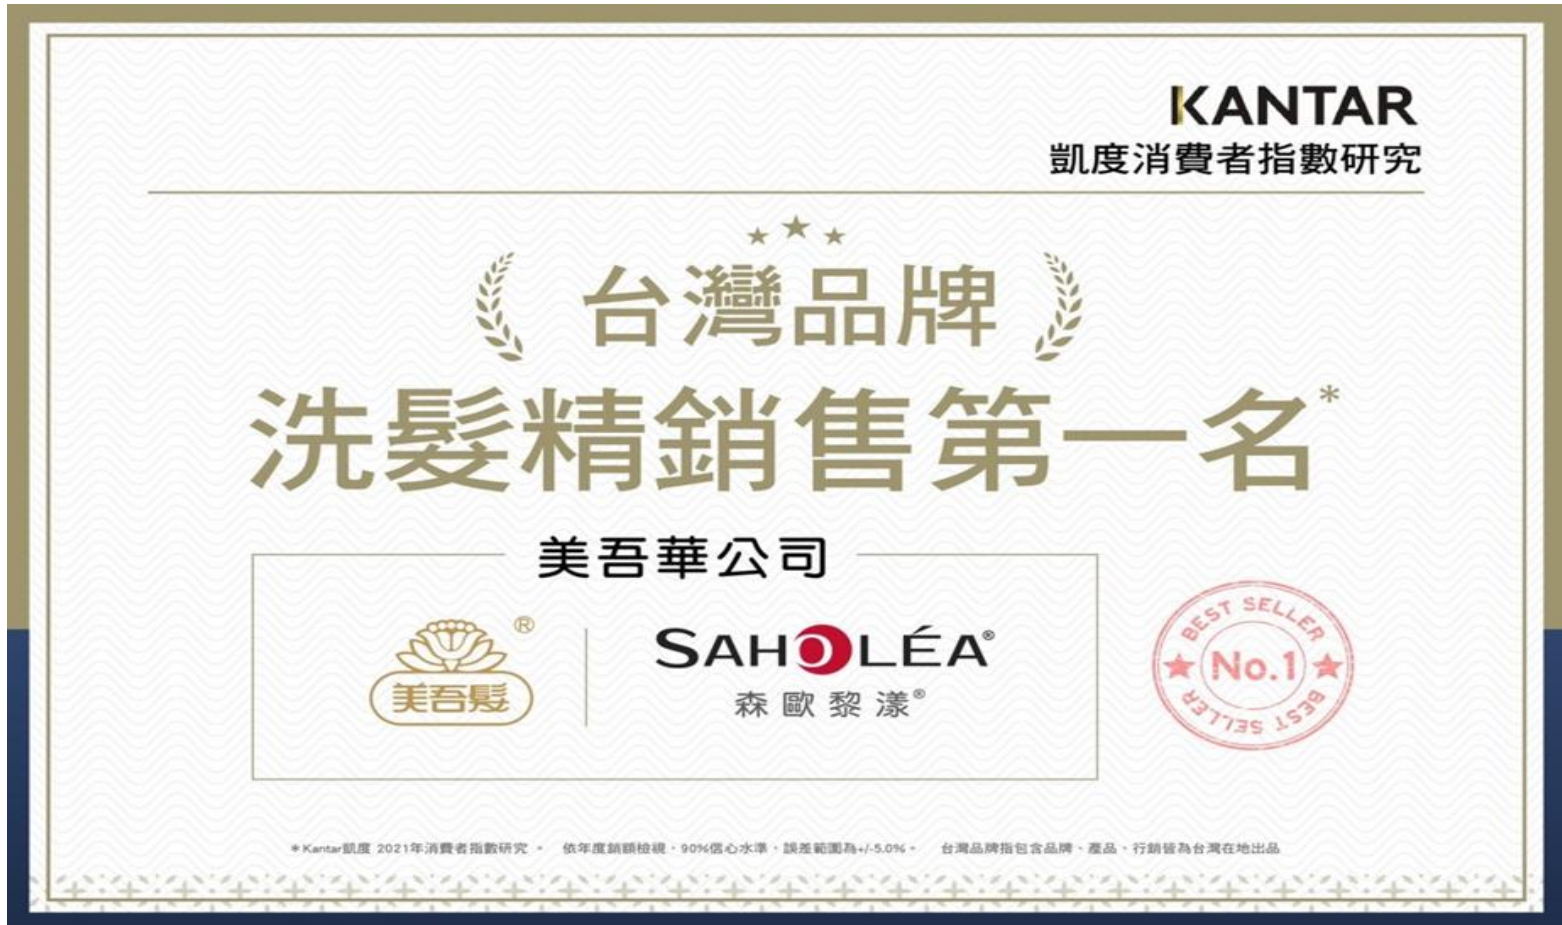 KANTAR
凱度消費者指數研究
台灣品牌
洗髮精銷售第一名*
美吾華公司
美吾髮®
SAHOLÉA®
森歐黎漾®
BEST SELLER
No.1
BEST SELLER
*Kantar凱度 2021年消費者指數研究。 依年度銷額檢視,90%信心水準,誤差範圍為+/-5.0%。 台灣品牌指包含品牌、產品、行銷皆為台灣在地出品